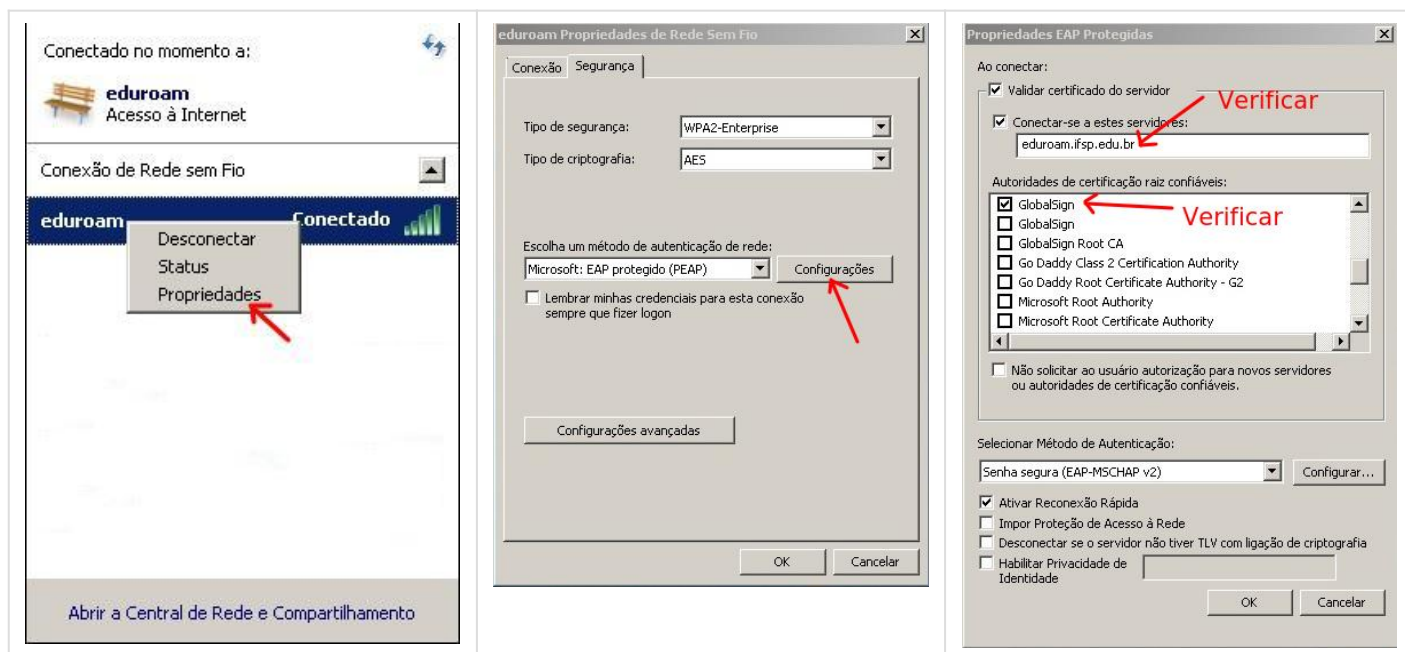 Conectado no momento a:
eduroam
Acesso à Internet
Conexão de Rede sem Fio
eduroam Conectado
Desconectar
Status
Propriedades
Abrir a Central de Rede e Compartilhamento
eduroam Propriedades de Rede Sem Fio
Conexão Segurança
Tipo de segurança: WPA2-Enterprise
Tipo de criptografia: AES
Escolha um método de autenticação de rede:
Microsoft: EAP protegido (PEAP) Configurações
Lembrar minhas credenciais para esta conexão
sempre que fizer logon
Configurações avançadas
OK Cancelar
Propriedades EAP Protegidas
Ao conectar:
Validar certificado do servidor
Verificar
Conectar-se a estes servidores:
eduroam.ifsp.edu.br
Autoridades de certificação raiz confiáveis:
GlobalSign
Verificar
GlobalSign
GlobalSign Root CA
Go Daddy Class 2 Certification Authority
Go Daddy Root Certificate Authority - G2
Microsoft Root Authority
Microsoft Root Certificate Authority
Não solicitar ao usuário autorização para novos servidores
ou autoridades de certificação confiáveis.
Selecionar Método de Autenticação:
Senha segura (EAP-MSCHAP v2) Configurar...
Ativar Reconexão Rápida
Impor Proteção de Acesso à Rede
Desconectar se o servidor não tiver TLV com ligação de criptografia
Habilitar Privacidade de
Identidade
OK Cancelar